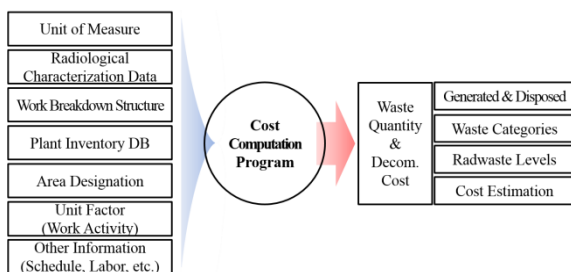 Unit of Measure
Radiological
Characterization Data
Work Breakdown Structure
Plant Inventory DB
Area Designation
Unit Factor
(Work Activity)
Other Information
(Schedule, Labor, etc.)
Cost
Computation
Program
Waste
Quantity
&
Decom.
Cost
Generated & Disposed
Waste Categories
Radwaste Levels
Cost Estimation